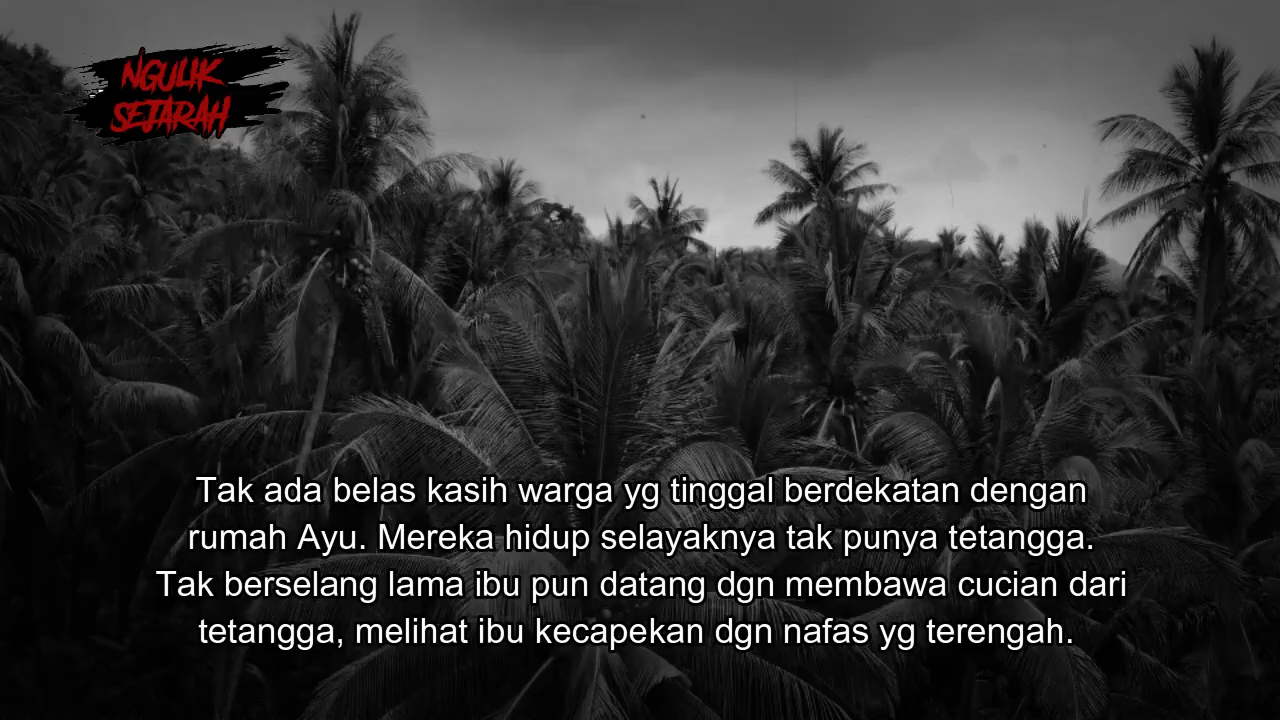 NGULIK
SEJARAH
Tak ada belas kasih warga yg tinggal berdekatan dengan
rumah Ayu. Mereka hidup selayaknya tak punya tetangga.
Tak berselang lama ibu pun datang dgn membawa cucian dari
tetangga, melihat ibu kecapekan dgn nafas yg terengah.